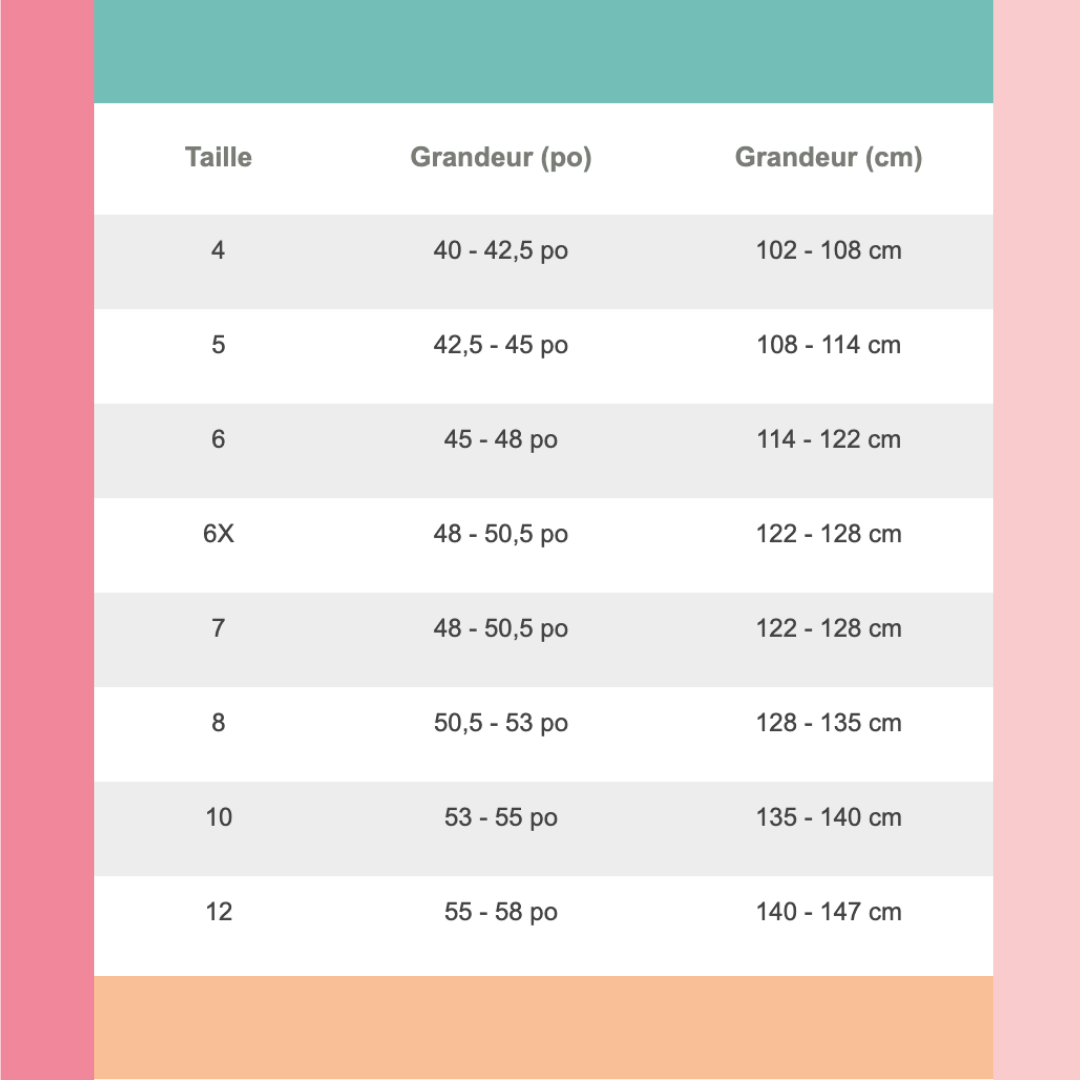 Taille Grandeur (po) Grandeur (cm)
4 40 - 42,5 po 102 - 108 cm
5 42,5 - 45 po 108 - 114 cm
6 45 - 48 po 114 - 122 cm
6X 48 - 50,5 po 122 - 128 cm
7 48 - 50,5 po 122 - 128 cm
8 50,5 - 53 po 128 - 135 cm
10 53 - 55 po 135 - 140 cm
12 55 - 58 po 140 - 147 cm